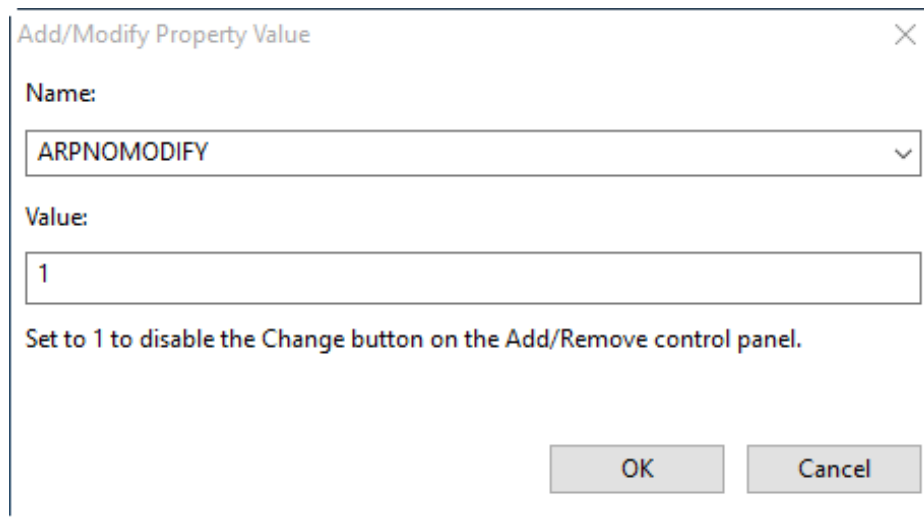 Add/Modify Property Value
Name:
ARPNOMODIFY
Value:
1
Set to 1 to disable the Change button on the Add/Remove control panel.
OK
Cancel